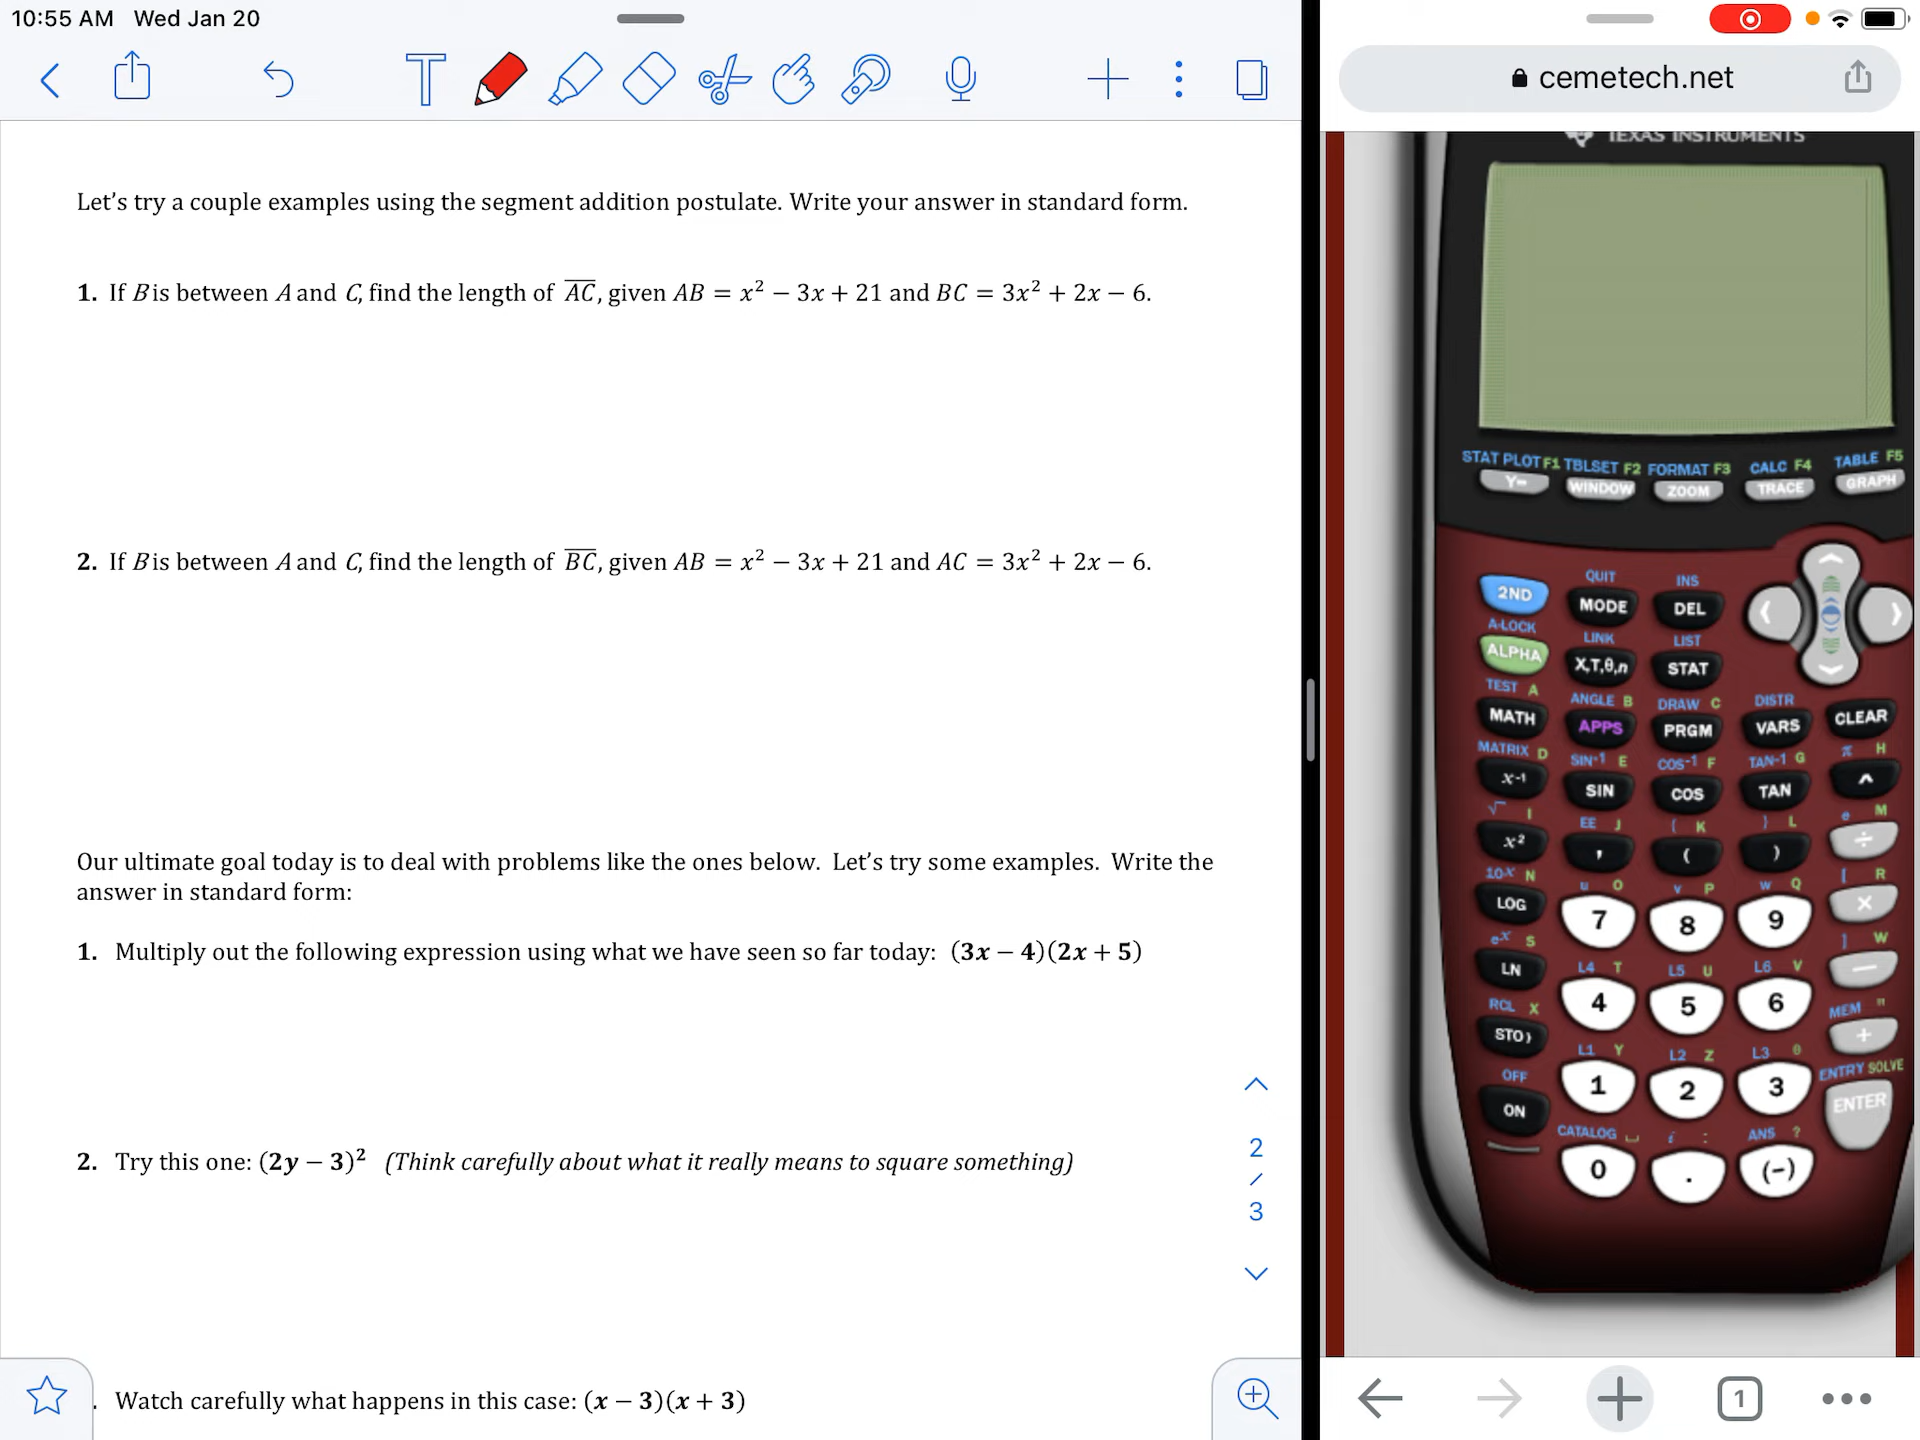 10:55 AM Wed Jan 20
T
Let's try a couple examples using the segment addition postulate. Write your answer in standard form.
1. If B is between A and C, find the length of A̅C̅, given AB = x² − 3x + 21 and BC = 3x² + 2x − 6.
2. If B is between A and C, find the length of B̅C̅, given AB = x² − 3x + 21 and AC = 3x² + 2x − 6.
Our ultimate goal today is to deal with problems like the ones below. Let's try some examples. Write the
answer in standard form:
1. Multiply out the following expression using what we have seen so far today: (3x − 4)(2x + 5)
2. Try this one: (2y − 3)² (Think carefully about what it really means to square something)
. Watch carefully what happens in this case: (x − 3)(x + 3)
2
/
3
cemetech.net
TEXAS INSTRUMENTS
STAT PLOT F1 TBLSET F2 FORMAT F3 CALC F4 TABLE F5
Y= WINDOW ZOOM TRACE GRAPH
QUIT INS
2ND MODE DEL
A-LOCK LINK LIST
ALPHA X,T,θ,n STAT
TEST A ANGLE B DRAW C DISTR
MATH APPS PRGM VARS CLEAR
MATRIX D SIN⁻¹ E COS⁻¹ F TAN⁻¹ G π H
x⁻¹ SIN COS TAN ^
√ I EE J { K } L e M
x² , ( ) ÷
10ˣ N u O v P w Q [ R
LOG 7 8 9 ×
eˣ S L4 T L5 U L6 V ] W
LN 4 5 6 −
RCL X L1 Y L2 Z L3 θ MEM "
STO⟩ 1 2 3 +
OFF CATALOG ␣ i : ANS ? ENTRY SOLVE
ON 0 . (−) ENTER
1